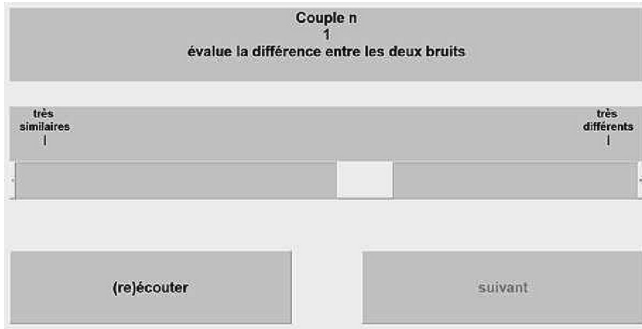 Couple n
1
évalue la différence entre les deux bruits
très
similaires
|
très
différents
|
(re)écouter
suivant